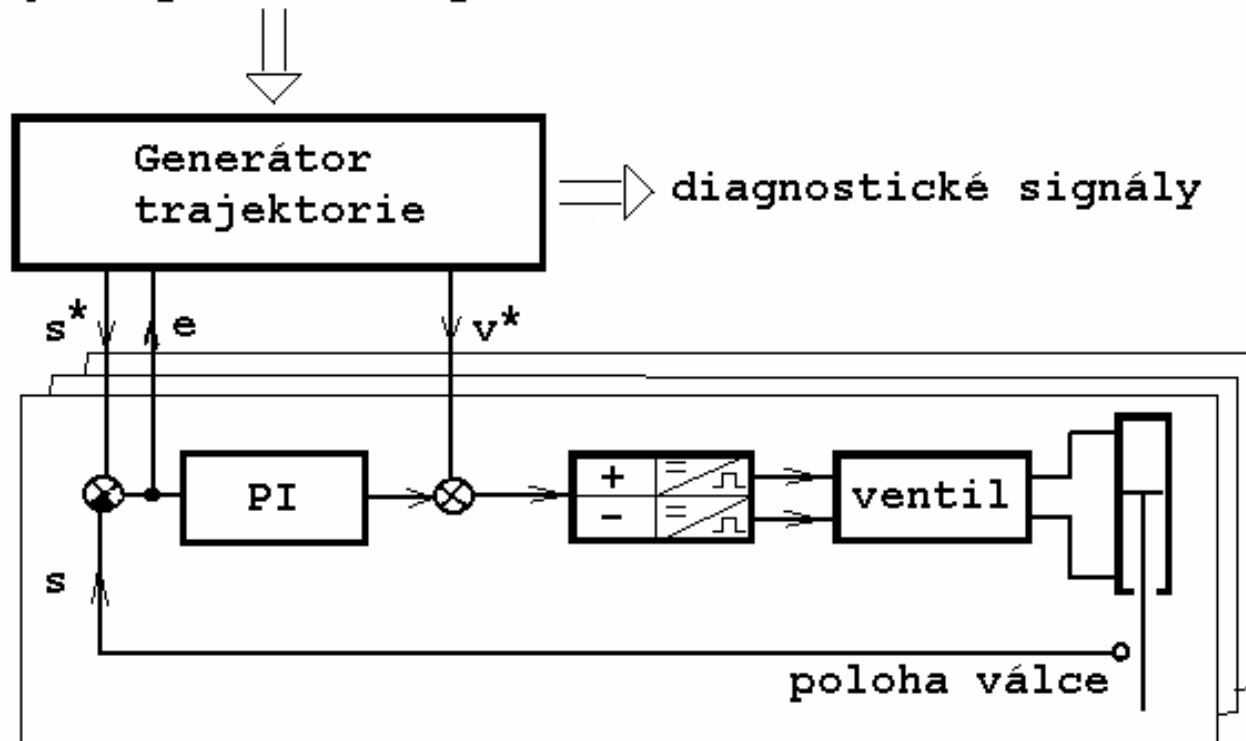 Generátor
trajektorie
diagnostické signály
s*
e
v*
PI
+
−
=
=
ventil
s
poloha válce